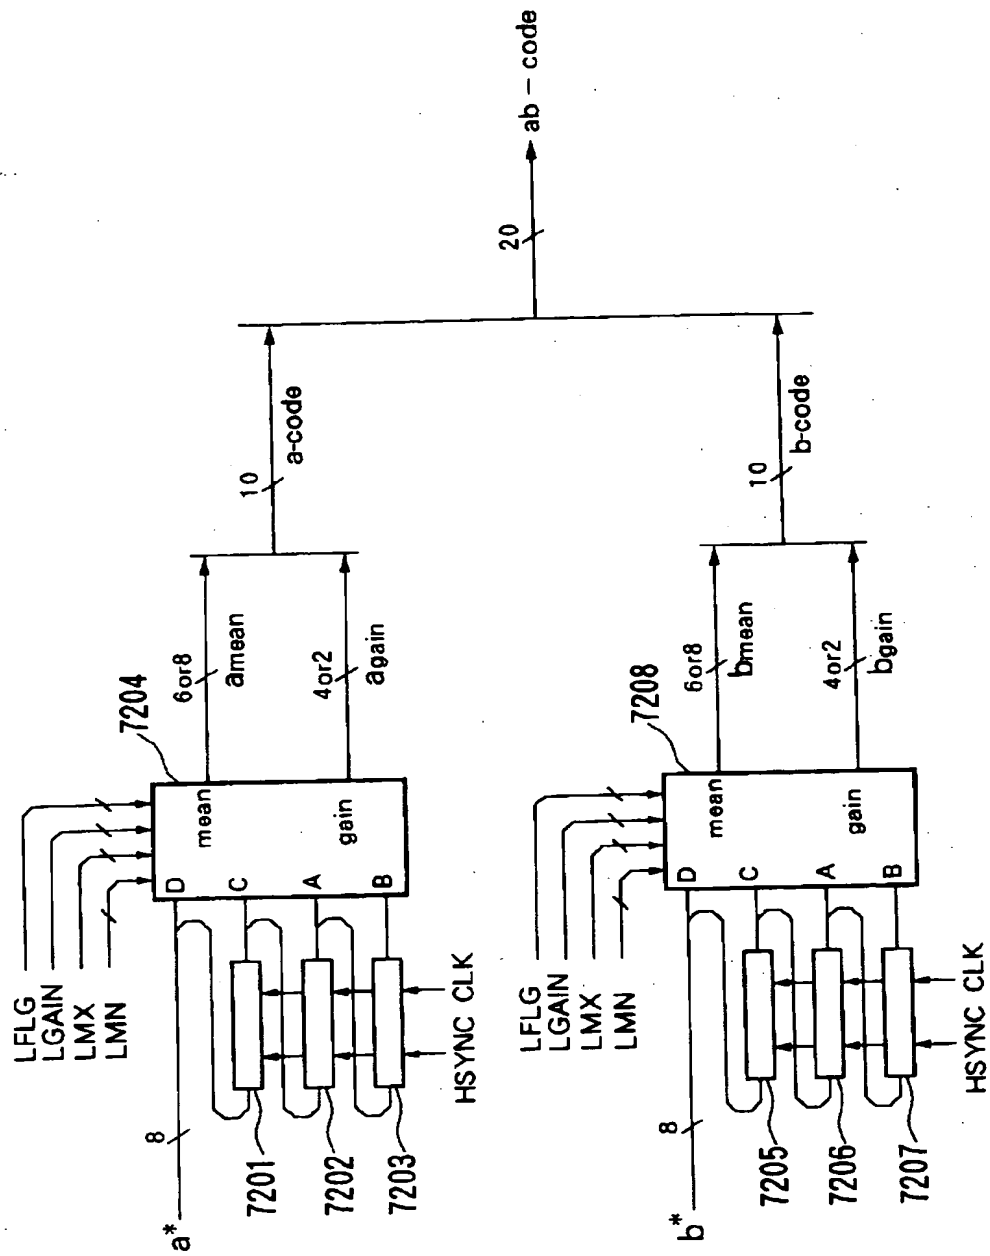 ab – code
20
a-code
10
b-code
10
6or8
amean
4or2
again
6or8
bmean
4or2
bgain
7204
7208
LFLG
LGAIN
LMX
LMN
D
C
A
B
mean
gain
LFLG
LGAIN
LMX
LMN
D
C
A
B
mean
gain
a*
8
7201
7202
7203
HSYNC CLK
b*
8
7205
7206
7207
HSYNC CLK